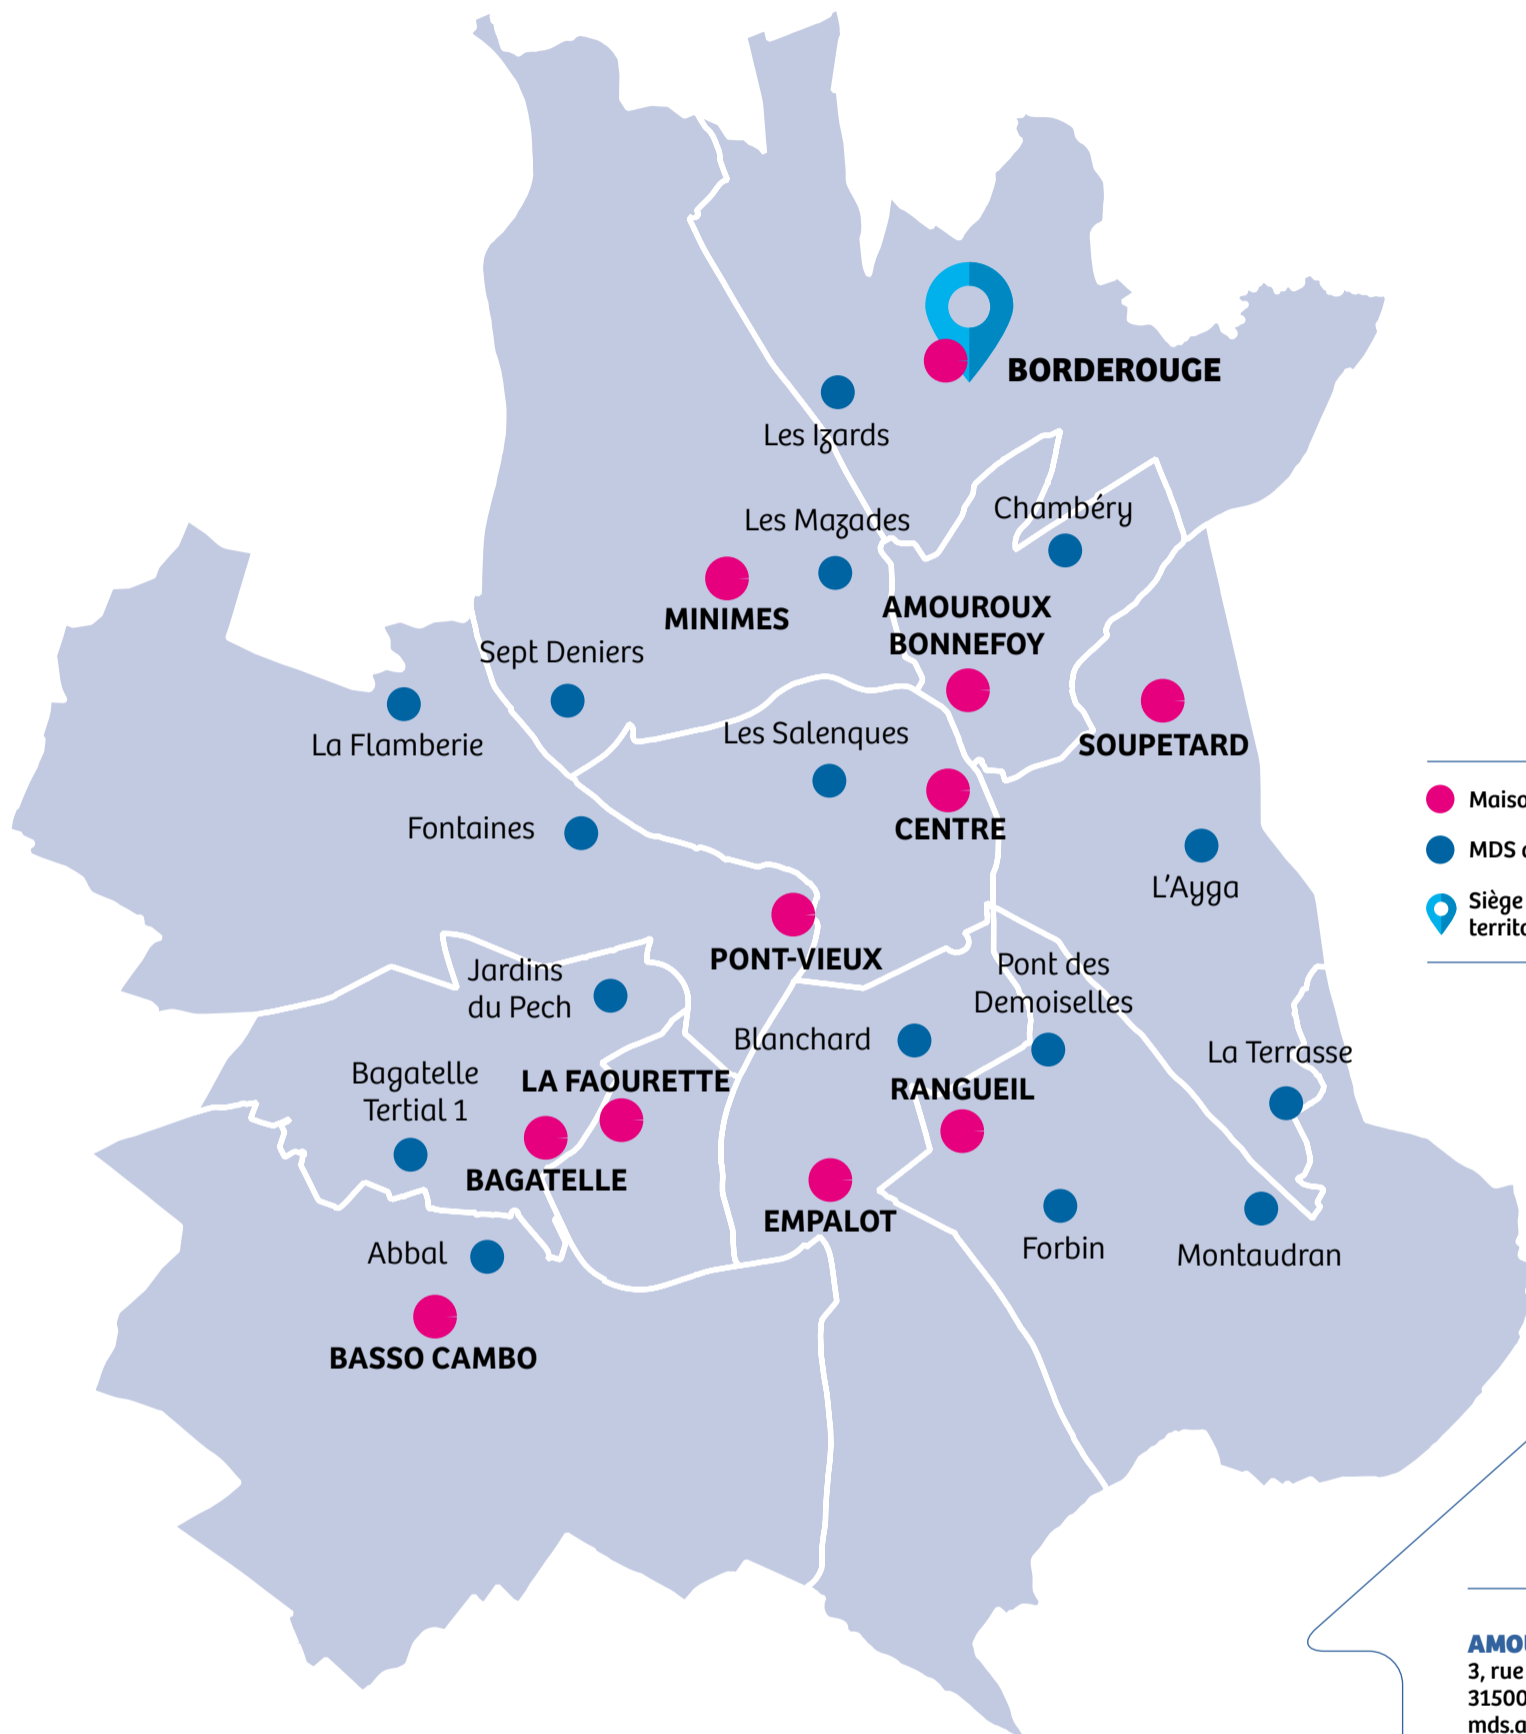 BORDEROUGE
Les Izards
Chambéry
Les Mazades
AMOUROUX
BONNEFOY
MINIMES
Sept Deniers
La Flamberie
Les Salenques
SOUPETARD
Fontaines
CENTRE
L'Ayga
PONT-VIEUX
Jardins
du Pech
Pont des
Demoiselles
Blanchard
La Terrasse
Bagatelle
Tertial 1
LA FAOURETTE
RANGUEIL
BAGATELLE
EMPALOT
Forbin
Montaudran
Abbal
BASSO CAMBO
MDS
Siège
3, rue
31500